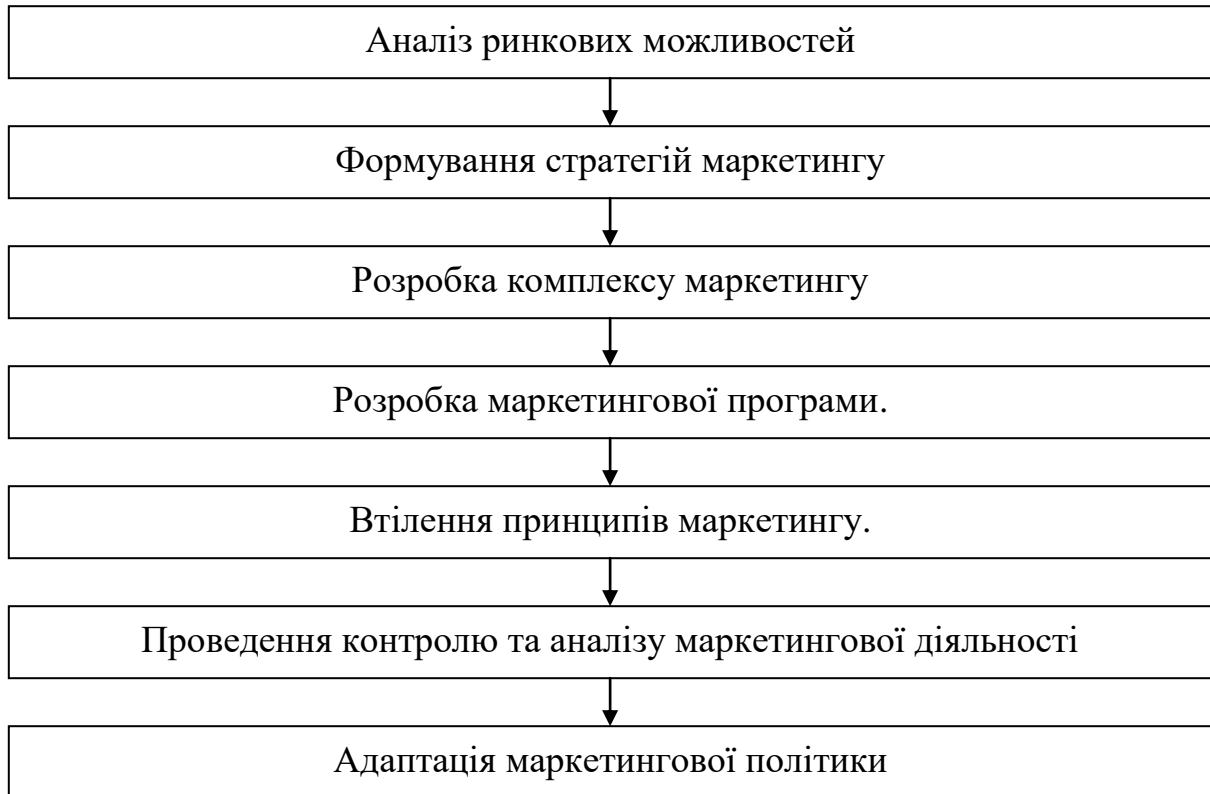 Аналіз ринкових можливостей
Формування стратегій маркетингу
Розробка комплексу маркетингу
Розробка маркетингової програми.
Втілення принципів маркетингу.
Проведення контролю та аналізу маркетингової діяльності
Адаптація маркетингової політики